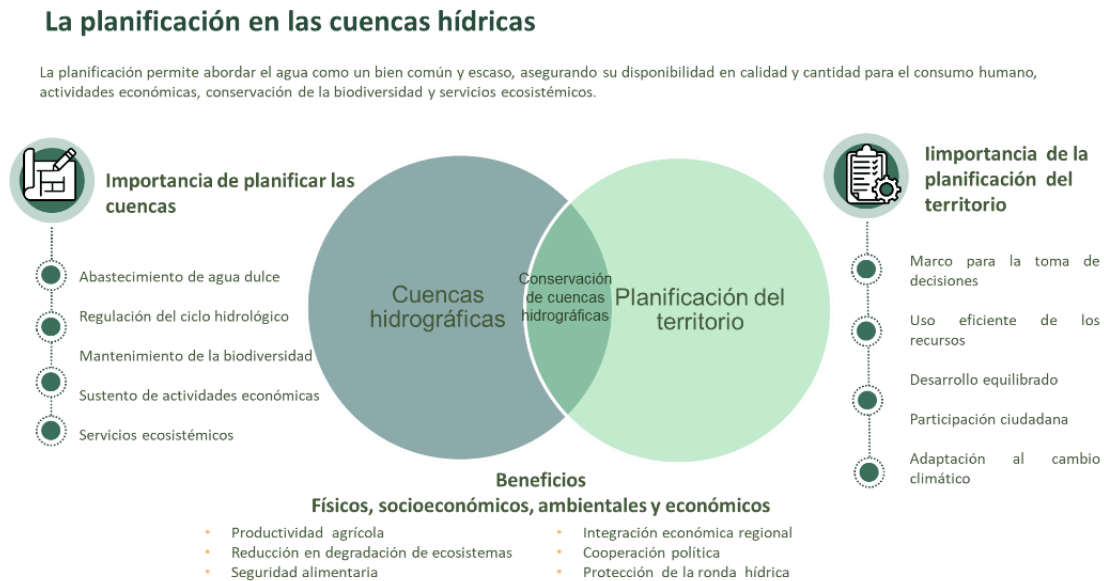 La planificación en las cuencas hídricas
La planificación permite abordar el agua como un bien común y escaso, asegurando su disponibilidad en calidad y cantidad para el consumo humano,
actividades económicas, conservación de la biodiversidad y servicios ecosistémicos.
Importancia de planificar las
cuencas
Abastecimiento de agua dulce
Regulación del ciclo hidrológico
Mantenimiento de la biodiversidad
Sustento de actividades económicas
Servicios ecosistémicos
Cuencas
hidrográficas
Conservación
de cuencas
hidrográficas
Planificación del
territorio
Iimportancia de la
planificación del
territorio
Marco para la toma de
decisiones
Uso eficiente de los
recursos
Desarrollo equilibrado
Participación ciudadana
Adaptación al cambio
climático
Beneficios
Físicos, socioeconómicos, ambientales y económicos
• Productividad agrícola
• Reducción en degradación de ecosistemas
• Seguridad alimentaria
• Integración económica regional
• Cooperación política
• Protección de la ronda hídrica